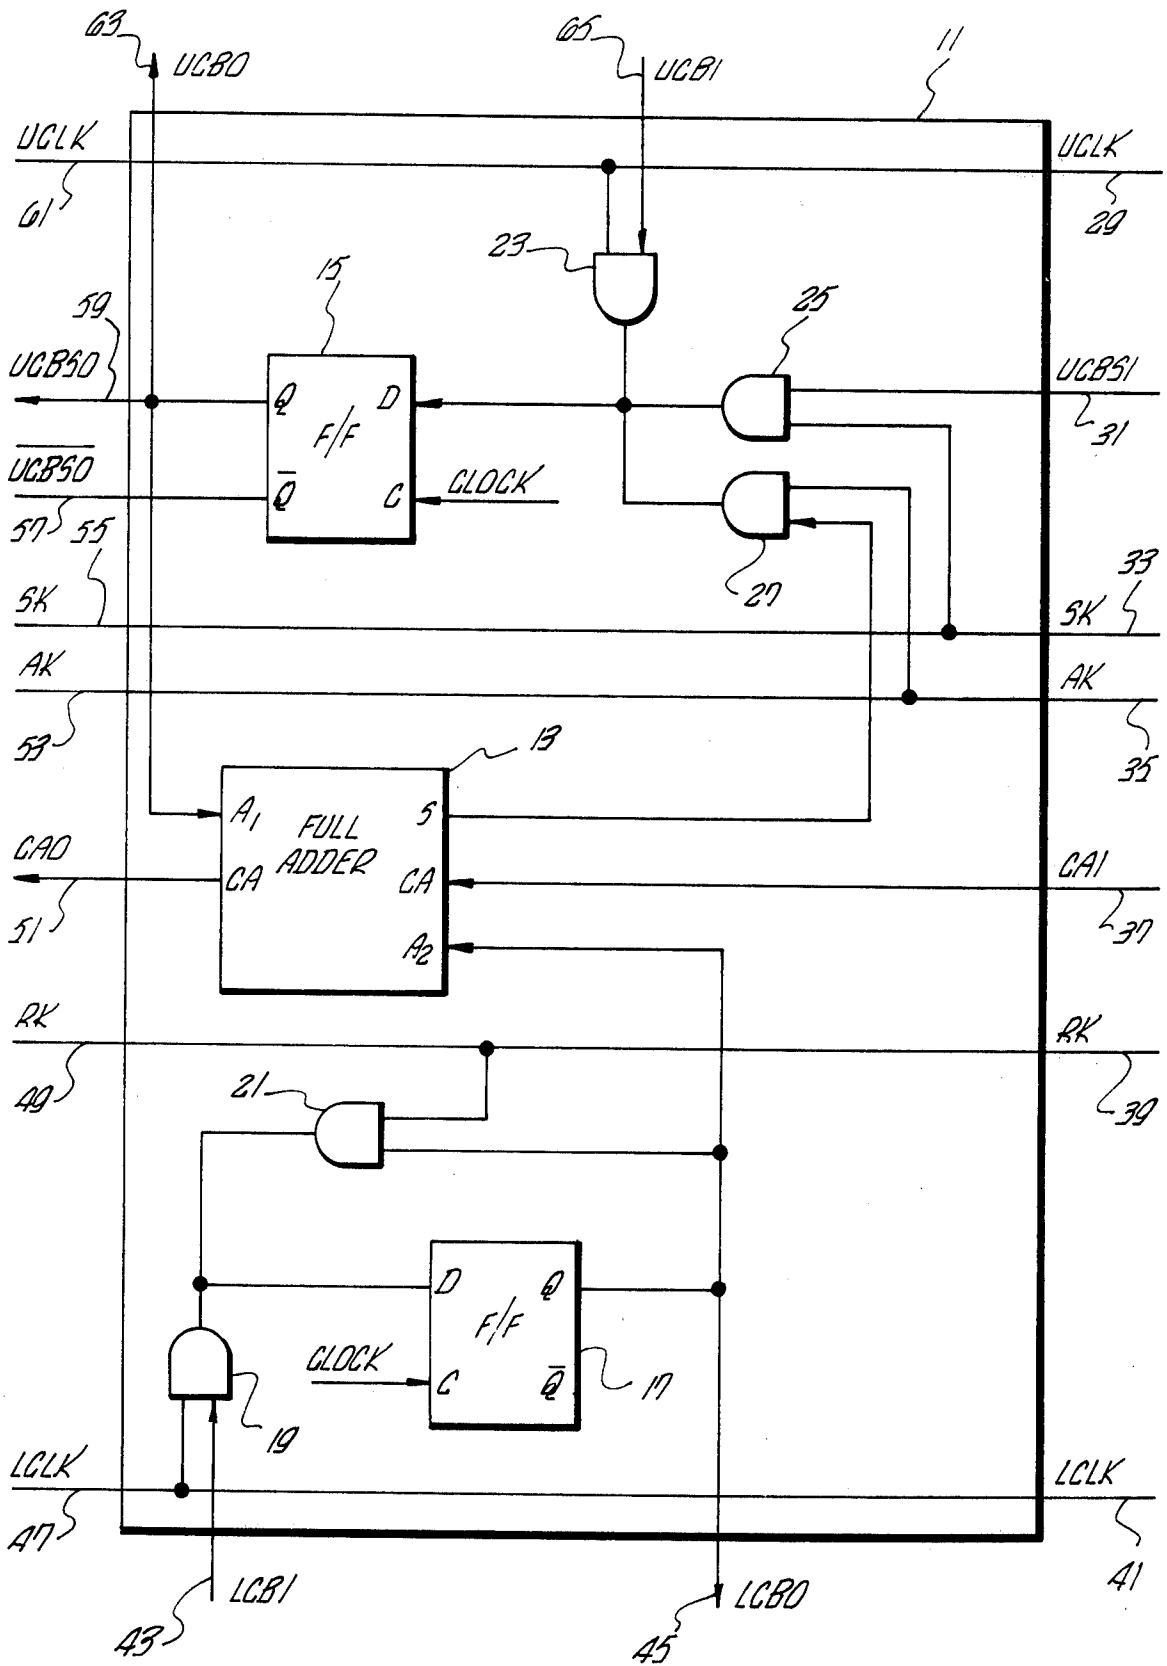 63
UCBO
65
UCBI
11
UCLK
UCLK
61
29
23
15
25
59
UCBSO
UCBSI
31
Q
D
F/F
UCBSO
Q
C
CLOCK
57
55
27
33
SK
SK
AK
AK
53
35
13
A1
FULL
ADDER
S
CAO
CA
CA
CAI
51
37
A2
RK
RK
49
39
21
D
Q
F/F
CLOCK
C
Q
17
19
LCLK
LCLK
47
41
LCBI
LCBO
43
45